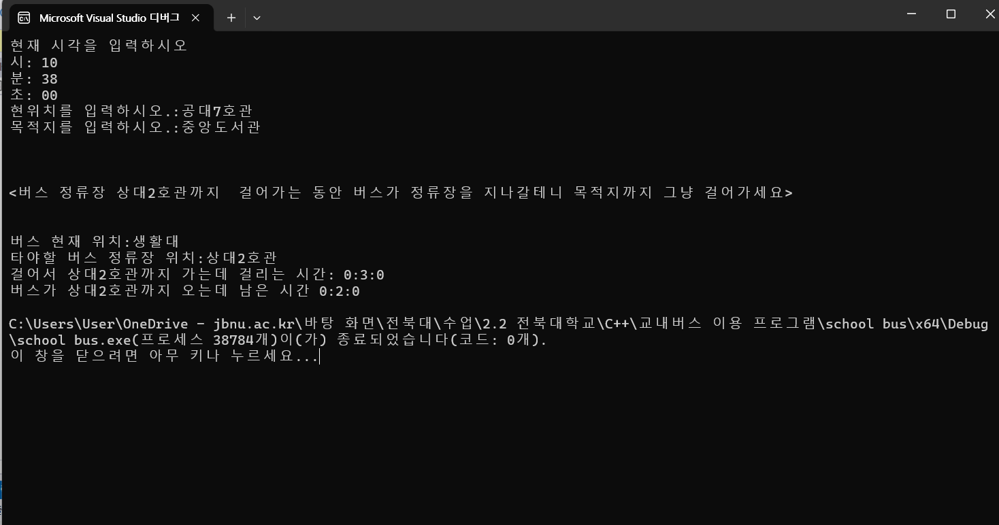 Microsoft Visual Studio 디버그
현재 시각을 입력하시오
시: 10
분: 38
초: 00
현위치를 입력하시오.:공대7호관
목적지를 입력하시오.:중앙도서관
<버스 정류장 상대2호관까지  걸어가는 동안 버스가 정류장을 지나갈테니 목적지까지 그냥 걸어가세요>
버스 현재 위치:생활대
타야할 버스 정류장 위치:상대2호관
걸어서 상대2호관까지 가는데 걸리는 시간: 0:3:0
버스가 상대2호관까지 오는데 남은 시간 0:2:0
C:\Users\User\OneDrive - jbnu.ac.kr\바탕 화면\전북대\수업\2.2 전북대학교\C++\교내버스 이용 프로그램\school bus\x64\Debug
\school bus.exe(프로세스 38784개)이(가) 종료되었습니다(코드: 0개).
이 창을 닫으려면 아무 키나 누르세요...